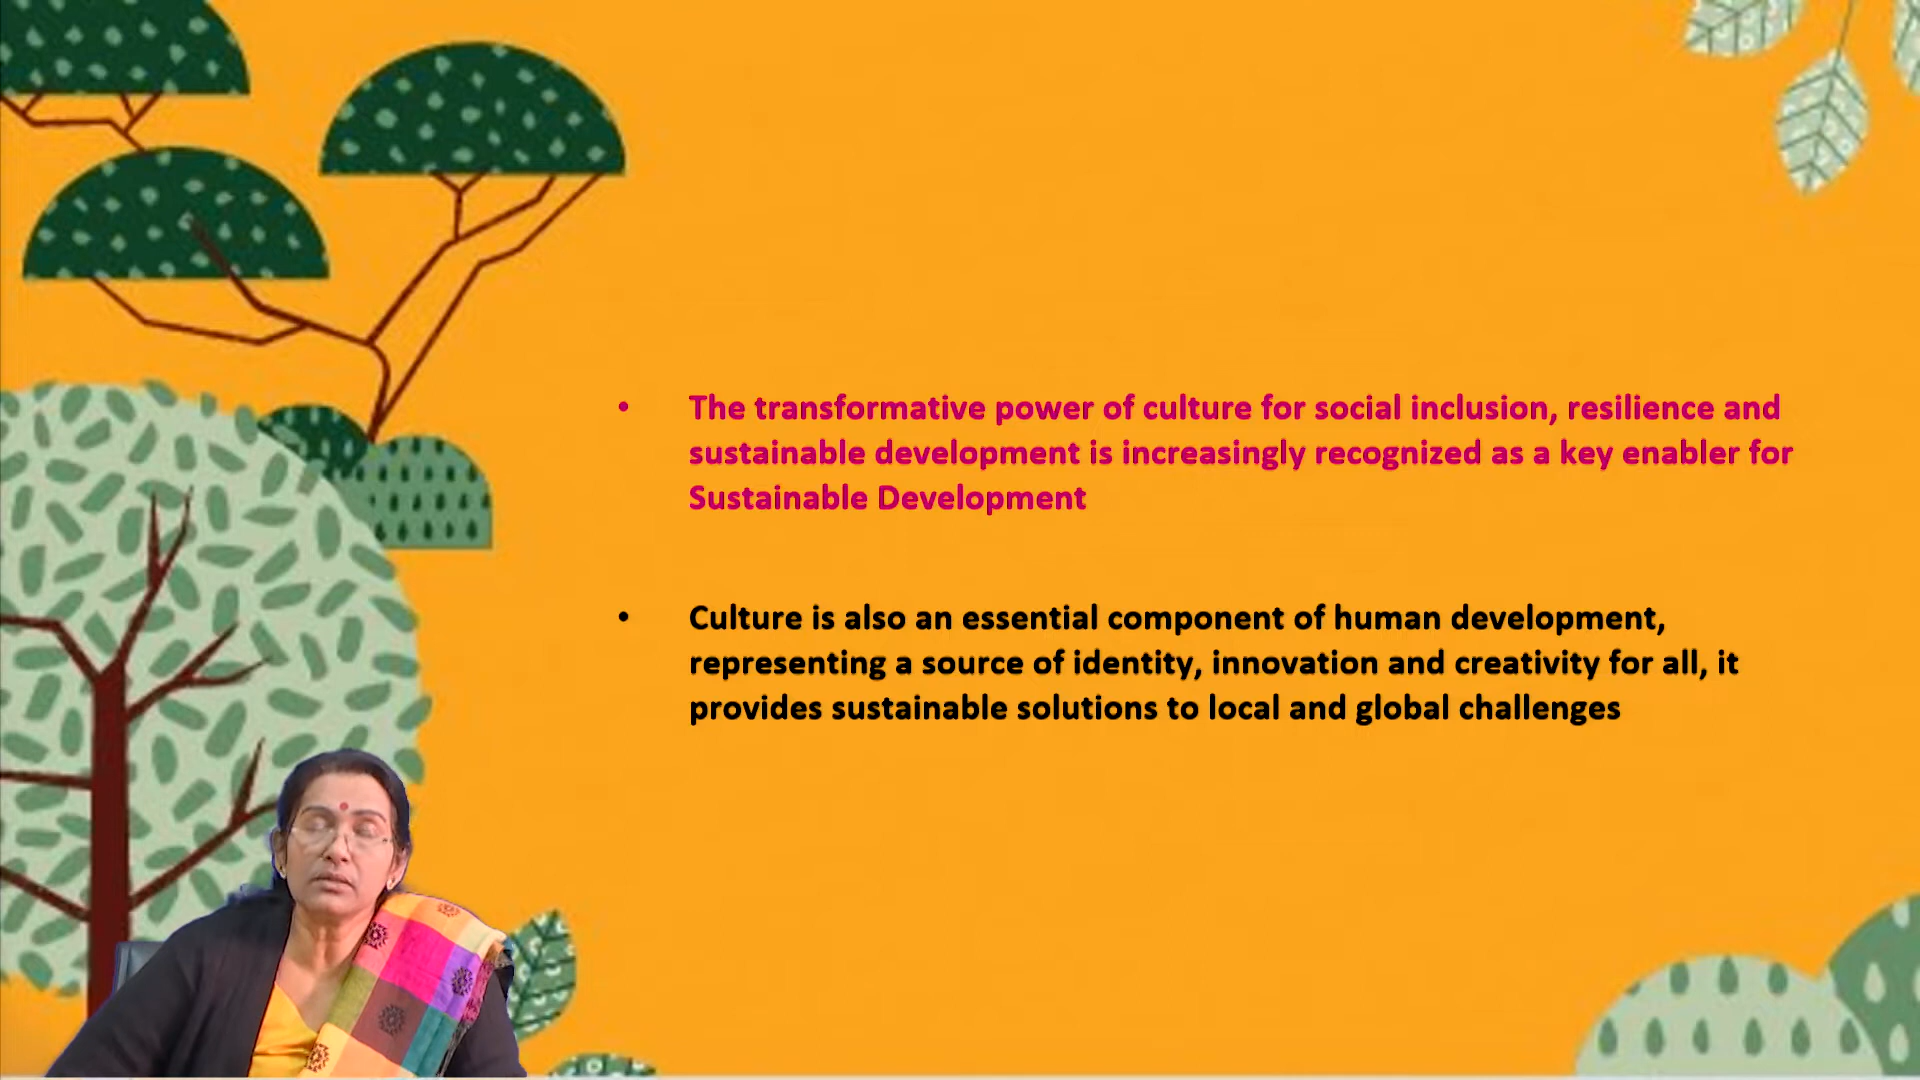 • The transformative power of culture for social inclusion, resilience and
sustainable development is increasingly recognized as a key enabler for
Sustainable Development
• Culture is also an essential component of human development,
representing a source of identity, innovation and creativity for all, it
provides sustainable solutions to local and global challenges